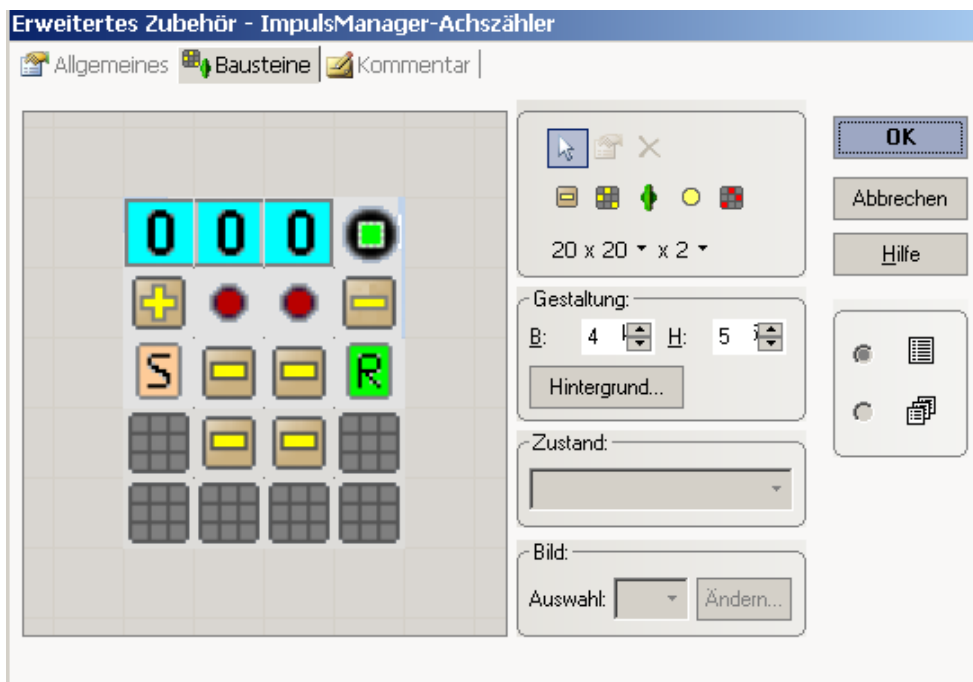 Erweitertes Zubehör - ImpulsManager-Achszähler
Allgemeines Bausteine Kommentar
0 0 0
S R
20 x 20 x 2
OK
Abbrechen
Hilfe
Gestaltung:
B: 4 H: 5
Hintergrund...
Zustand:
Bild:
Auswahl: Ändern...